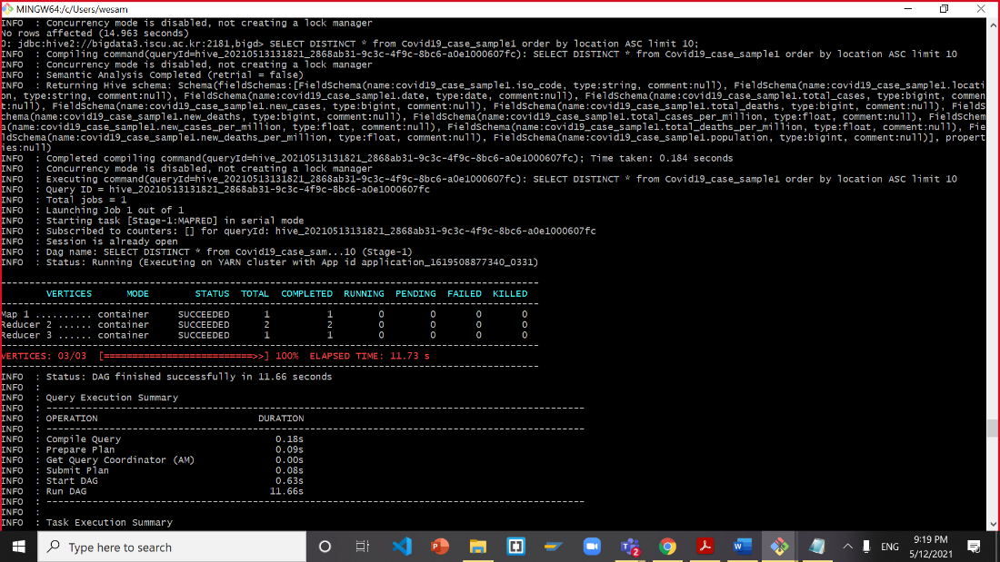 MINGW64:/c/Users/wesam
INFO  : Concurrency mode is disabled, not creating a lock manager
No rows affected (14.963 seconds)
0: jdbc:hive2://bigdata3.iscu.ac.kr:2181,bigd> SELECT DISTINCT * from Covid19_case_sample1 order by location ASC limit 10;
INFO  : Compiling command(queryId=hive_20210513131821_2868ab31-9c3c-4f9c-8bc6-a0e1000607fc): SELECT DISTINCT * from Covid19_case_sample1 order by location ASC limit 10
INFO  : Concurrency mode is disabled, not creating a lock manager
INFO  : Semantic Analysis Completed (retrial = false)
INFO  : Returning Hive schema: Schema(fieldSchemas:[FieldSchema(name:covid19_case_sample1.iso_code, type:string, comment:null), FieldSchema(name:covid19_case_sample1.locati
on, type:string, comment:null), FieldSchema(name:covid19_case_sample1.date, type:date, comment:null), FieldSchema(name:covid19_case_sample1.total_cases, type:bigint, commen
t:null), FieldSchema(name:covid19_case_sample1.new_cases, type:bigint, comment:null), FieldSchema(name:covid19_case_sample1.total_deaths, type:bigint, comment:null), FieldS
chema(name:covid19_case_sample1.new_deaths, type:bigint, comment:null), FieldSchema(name:covid19_case_sample1.total_cases_per_million, type:float, comment:null), FieldSchem
a(name:covid19_case_sample1.new_cases_per_million, type:float, comment:null), FieldSchema(name:covid19_case_sample1.total_deaths_per_million, type:float, comment:null), Fie
ldSchema(name:covid19_case_sample1.new_deaths_per_million, type:float, comment:null), FieldSchema(name:covid19_case_sample1.population, type:bigint, comment:null)], propert
ies:null)
INFO  : Completed compiling command(queryId=hive_20210513131821_2868ab31-9c3c-4f9c-8bc6-a0e1000607fc); Time taken: 0.184 seconds
INFO  : Concurrency mode is disabled, not creating a lock manager
INFO  : Executing command(queryId=hive_20210513131821_2868ab31-9c3c-4f9c-8bc6-a0e1000607fc): SELECT DISTINCT * from Covid19_case_sample1 order by location ASC limit 10
INFO  : Query ID = hive_20210513131821_2868ab31-9c3c-4f9c-8bc6-a0e1000607fc
INFO  : Total jobs = 1
INFO  : Launching Job 1 out of 1
INFO  : Starting task [Stage-1:MAPRED] in serial mode
INFO  : Subscribed to counters: [] for queryId: hive_20210513131821_2868ab31-9c3c-4f9c-8bc6-a0e1000607fc
INFO  : Session is already open
INFO  : Dag name: SELECT DISTINCT * from Covid19_case_sam...10 (Stage-1)
INFO  : Status: Running (Executing on YARN cluster with App id application_1619508877340_0331)
----------------------------------------------------------------------------------------------
VERTICES      MODE        STATUS  TOTAL  COMPLETED  RUNNING  PENDING  FAILED  KILLED
----------------------------------------------------------------------------------------------
Map 1 .......... container     SUCCEEDED      1          1        0        0       0       0
Reducer 2 ...... container     SUCCEEDED      2          2        0        0       0       0
Reducer 3 ...... container     SUCCEEDED      1          1        0        0       0       0
----------------------------------------------------------------------------------------------
VERTICES: 03/03  [==========================>>] 100%  ELAPSED TIME: 11.73 s
----------------------------------------------------------------------------------------------
INFO  : Status: DAG finished successfully in 11.66 seconds
INFO  :
INFO  : Query Execution Summary
INFO  : ----------------------------------------------------------------------------------------------
INFO  : OPERATION                            DURATION
INFO  : ----------------------------------------------------------------------------------------------
INFO  : Compile Query                           0.18s
INFO  : Prepare Plan                            0.09s
INFO  : Get Query Coordinator (AM)              0.00s
INFO  : Submit Plan                             0.08s
INFO  : Start DAG                               0.63s
INFO  : Run DAG                                11.66s
INFO  : ----------------------------------------------------------------------------------------------
INFO  :
INFO  : Task Execution Summary
Type here to search
ENG
9:19 PM
5/12/2021
2